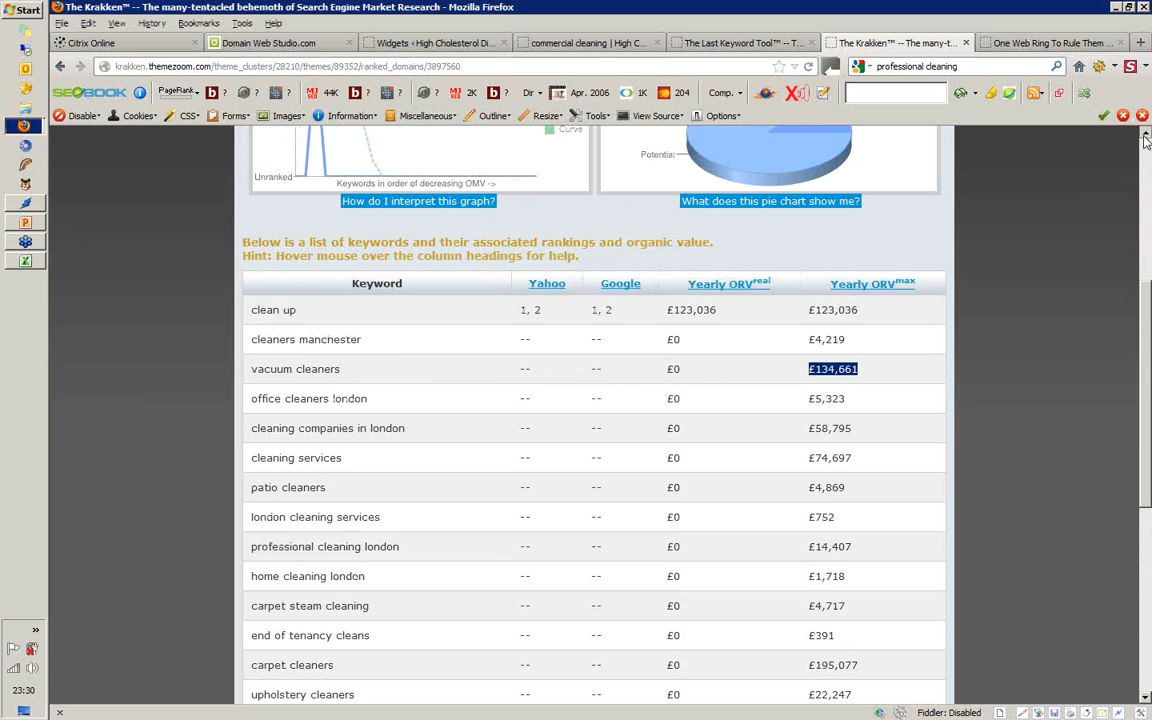 Start
The Krakken™ -- The many-tentacled behemoth of Search Engine Market Research - Mozilla Firefox
File Edit View History Bookmarks Tools Help
Citrix Online
Domain Web Studio.com
Widgets < High Cholesterol Di...
commercial cleaning | High C...
The Last Keyword Tool™ -- T...
The Krakken™ -- The many-t...
One Web Ring To Rule Them ...
krakken.themezoom.com/theme_clusters/28210/themes/89352/ranked_domains/3897560
professional cleaning
SEOBOOK PageRank ? ? 44K ? ? 2K Dir Apr. 2006 1K 204 Comp.
Disable Cookies CSS Forms Images Information Miscellaneous Outline Resize Tools View Source Options
Curve
Potential
Unranked
Keywords in order of decreasing OMV ->
How do I interpret this graph?
What does this pie chart show me?
Below is a list of keywords and their associated rankings and organic value.
Hint: Hover mouse over the column headings for help.
Keyword Yahoo Google Yearly ORVreal Yearly ORVmax
clean up 1, 2 1, 2 £123,036 £123,036
cleaners manchester -- -- £0 £4,219
vacuum cleaners -- -- £0 £134,661
office cleaners london -- -- £0 £5,323
cleaning companies in london -- -- £0 £58,795
cleaning services -- -- £0 £74,697
patio cleaners -- -- £0 £4,869
london cleaning services -- -- £0 £752
professional cleaning london -- -- £0 £14,407
home cleaning london -- -- £0 £1,718
carpet steam cleaning -- -- £0 £4,717
end of tenancy cleans -- -- £0 £391
carpet cleaners -- -- £0 £195,077
upholstery cleaners -- -- £0 £22,247
23:30
Fiddler: Disabled